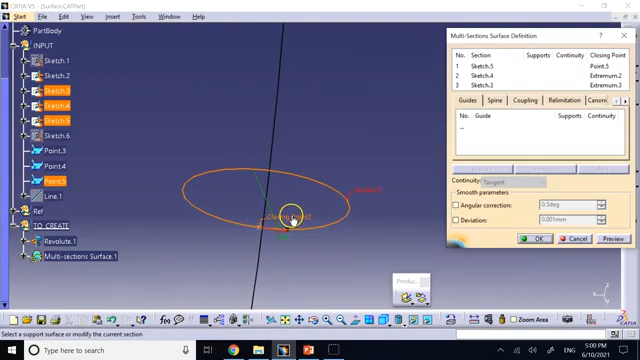 CATIA V5 - [Surface.CATPart]
Start File Edit View Insert Tools Window Help
PartBody
INPUT
Sketch.1
Sketch.2
Sketch.3
Sketch.4
Sketch.5
Sketch.6
Point.3
Point.4
Point.5
Line.1
Ref
TO_CREATE
Revolute.1
Multi-sections Surface.1
Closing Point2
Multi-Sections Surface Definition
? ×
No. Section Supports Continuity Closing Point
1 Sketch.5 Point.5
2 Sketch.4 Extremum.2
3 Sketch.3 Extremum.3
Guides Spine Coupling Relimitation Canoni
No. Guide Supports Continuity
...
Continuity: Tangent
Smooth parameters
Angular correction: 0.5deg
Deviation: 0.001mm
OK Cancel Preview
Produc...
Zoom Area
CATIA
Select a support surface or modify the current section
Type here to search
ENG
5:00 PM
6/10/2021